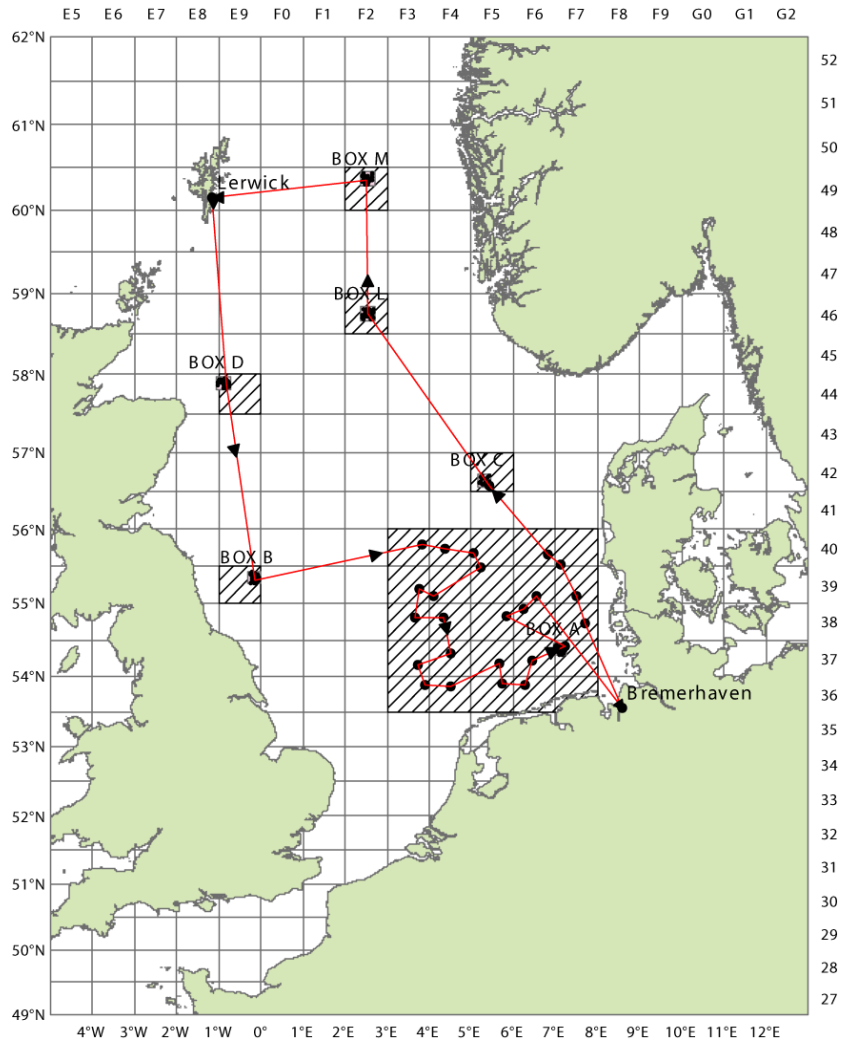 E5 E6 E7 E8 E9 F0 F1 F2 F3 F4 F5 F6 F7 F8 F9 G0 G1 G2
62°N
52
51
61°N
50
BOX M
Lerwick
49
60°N
48
47
59°N
BOX L
46
45
BOX D
58°N
44
43
57°N
BOX C
42
41
56°N
40
BOX B
39
55°N
38
BOX A
37
54°N
36
Bremerhaven
35
53°N
34
33
52°N
32
31
51°N
30
29
50°N
28
27
49°N
4°W 3°W 2°W 1°W 0° 1°E 2°E 3°E 4°E 5°E 6°E 7°E 8°E 9°E 10°E 11°E 12°E